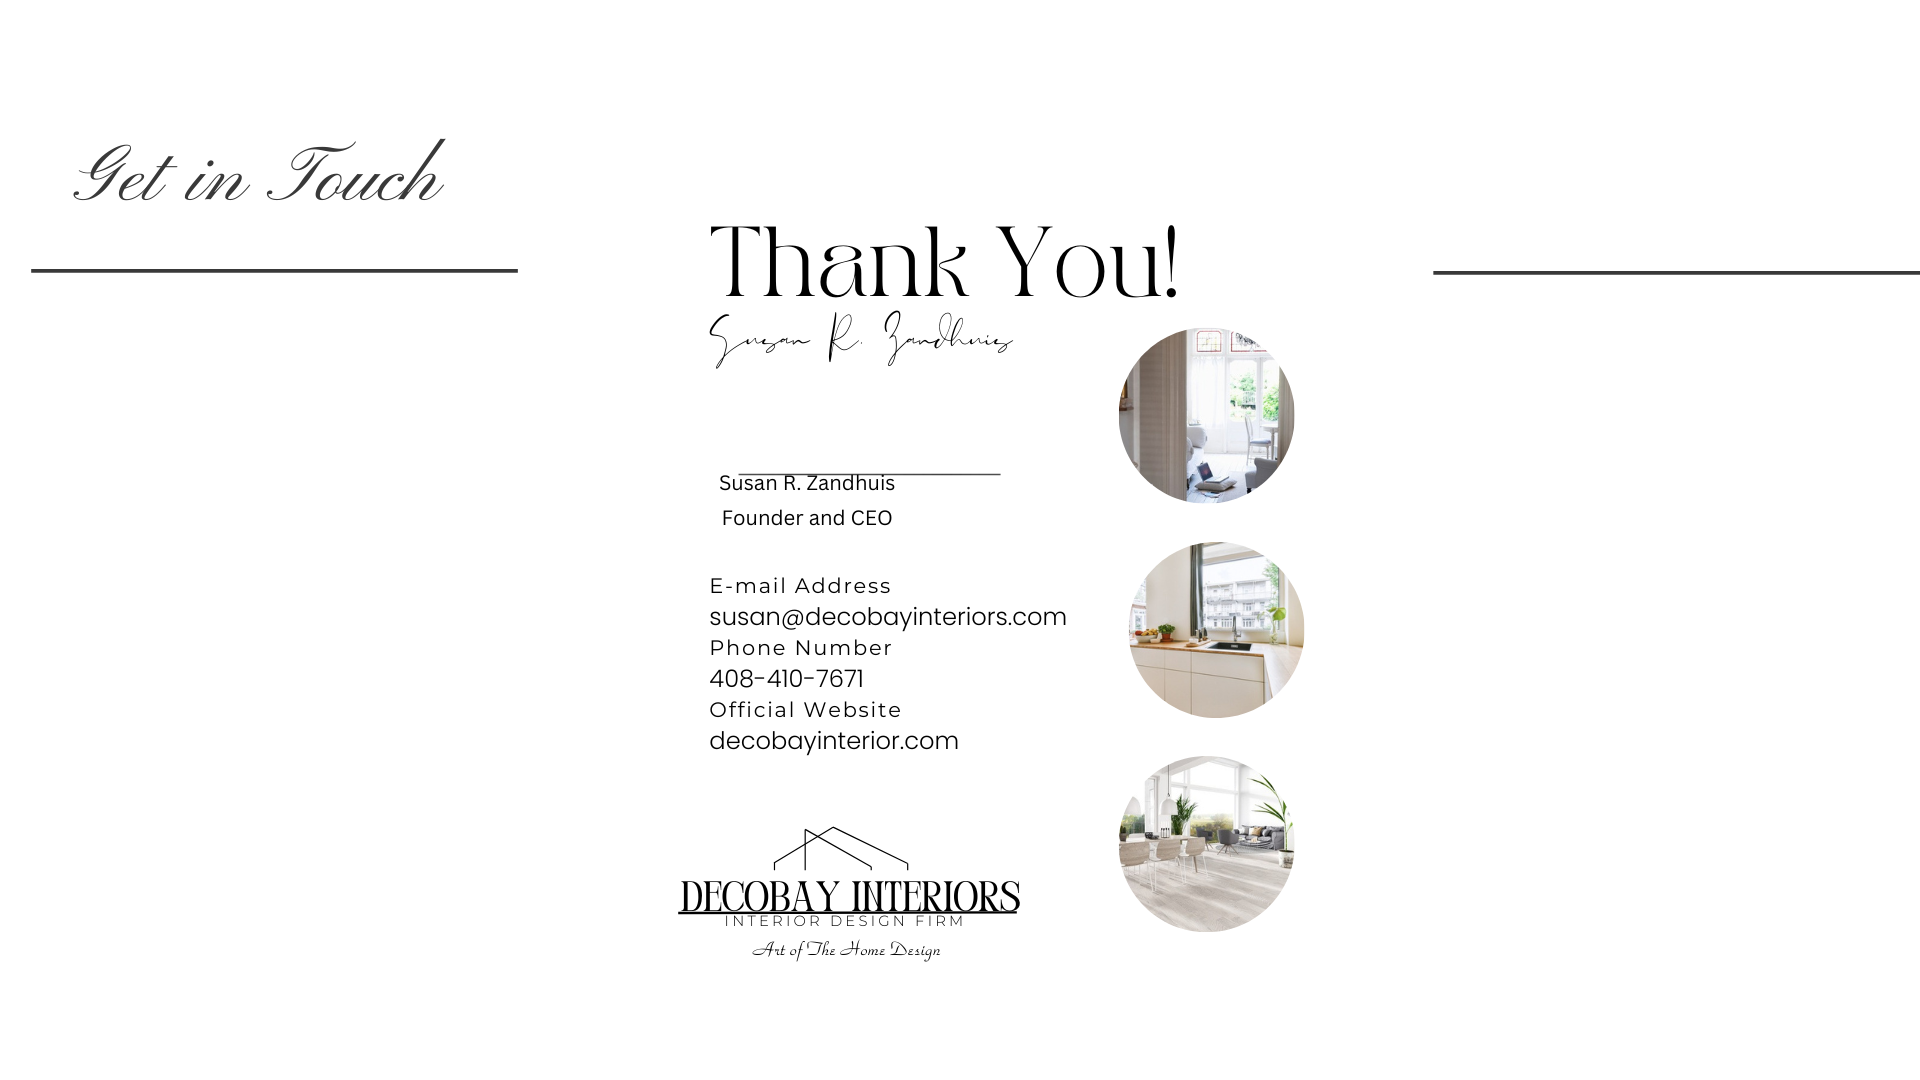 Get in Touch
Thank You!
Susan R. Zandhuis
Susan R. Zandhuis
Founder and CEO
E-mail Address
susan@decobayinteriors.com
Phone Number
408-410-7671
Official Website
decobayinterior.com
DECOBAY INTERIORS
INTERIOR DESIGN FIRM
Art of The Home Design